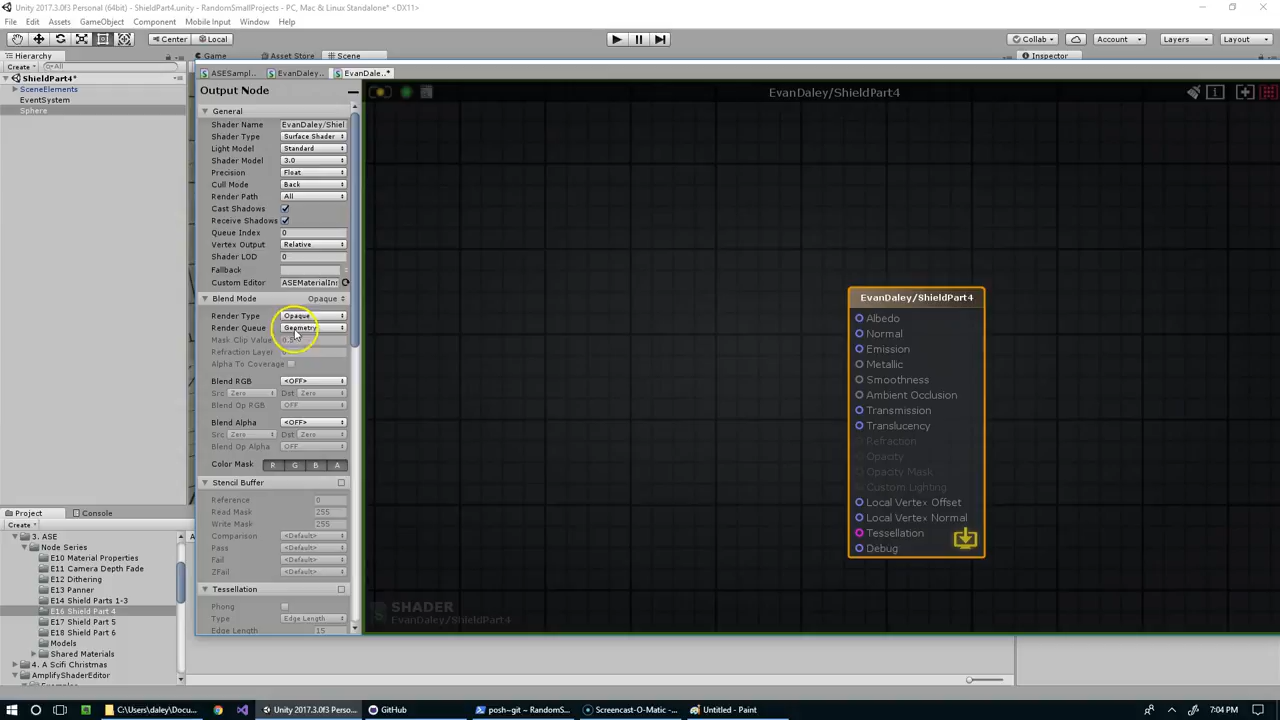 Unity 2017.3.0f3 Personal (64bit) - ShieldPart4.unity - RandomSmallProjects - PC, Mac & Linux Standalone* <DX11>
File Edit Assets GameObject Component Mobile Input Window Help
Center Local Collab Account Layers Layout
Hierarchy Game Asset Store Scene Inspector
Create All
ShieldPart4*
SceneElements
EventSystem
Sphere
ASESampl.. EvanDaley.. EvanDale..*
Output Node
EvanDaley/ShieldPart4
General
Shader Name EvanDaley/Shiel
Shader Type Surface Shader
Light Model Standard
Shader Model 3.0
Precision Float
Cull Mode Back
Render Path All
Cast Shadows
Receive Shadows
Queue Index 0
Vertex Output Relative
Shader LOD 0
Fallback
Custom Editor ASEMaterialIn
Blend Mode Opaque
Render Type Opaque
Render Queue Geometry
Mask Clip Value
Refraction Layer
Alpha To Coverage
Blend RGB <OFF>
Src Zero Dst Zero
Blend Op RGB OFF
Blend Alpha <OFF>
Src Zero Dst Zero
Blend Op Alpha OFF
Color Mask R G B A
Stencil Buffer
Reference 0
Read Mask 255
Write Mask 255
Comparison <Default>
Pass <Default>
Fail <Default>
ZFail <Default>
Tessellation
Phong
Type Edge Length
Edge Length 15
EvanDaley/ShieldPart4
Albedo
Normal
Emission
Metallic
Smoothness
Ambient Occlusion
Transmission
Translucency
Refraction
Opacity
Opacity Mask
Custom Lighting
Local Vertex Offset
Local Vertex Normal
Tessellation
Debug
SHADER
EvanDaley/ShieldPart4
Project Console
Create
3. ASE
Node Series
E10 Material Properties
E11 Camera Depth Fade
E12 Dithering
E13 Panner
E14 Shield Parts 1-3
E16 Shield Part 4
E17 Shield Part 5
E18 Shield Part 6
Models
Shared Materials
4. A Scifi Christmas
AmplifyShaderEditor
C:\Users\daley\Docu... Unity 2017.3.0f3 Perso... GitHub posh~git ~ RandomS... Screencast-O-Matic - ... Untitled - Paint 7:04 PM